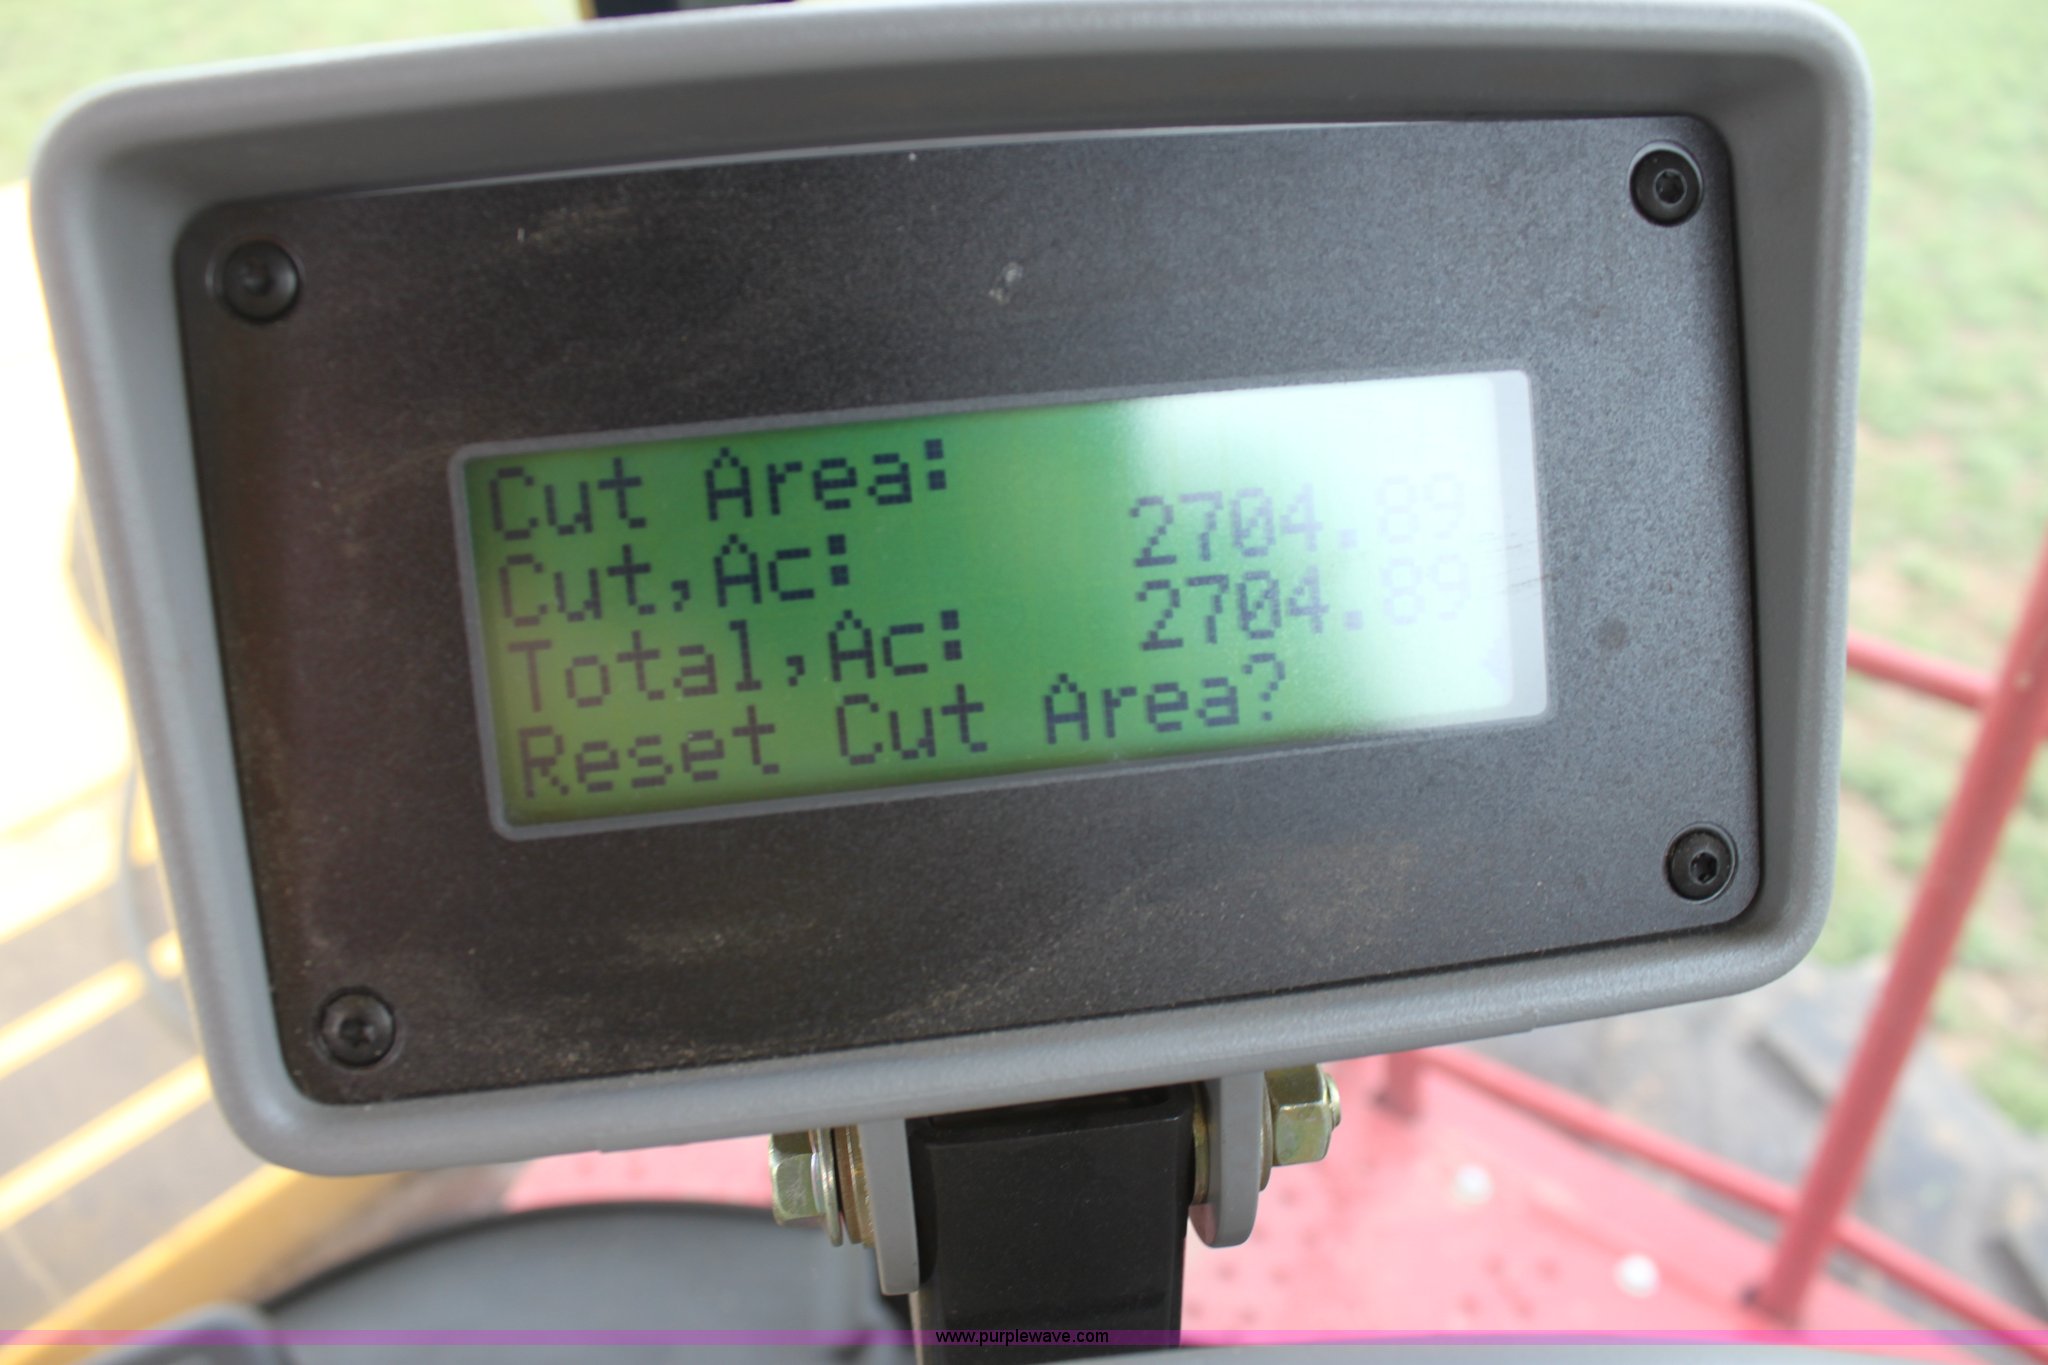 Cut Area:
Cut,Ac: 2704.89
Total,Ac: 2704.89
Reset Cut Area?
www.purplewave.com